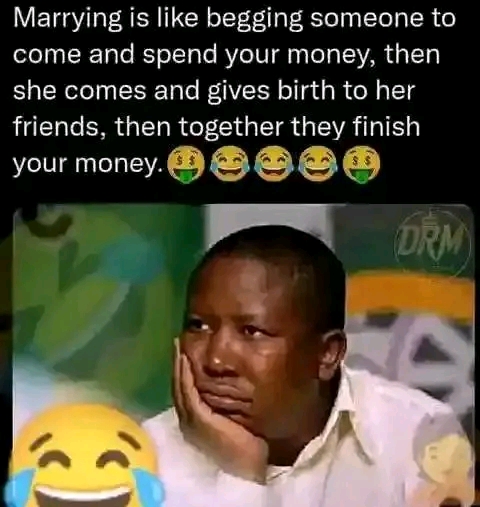 Marrying is like begging someone to
come and spend your money, then
she comes and gives birth to her
friends, then together they finish
your money.🤑😂😂😂🤑
DRM